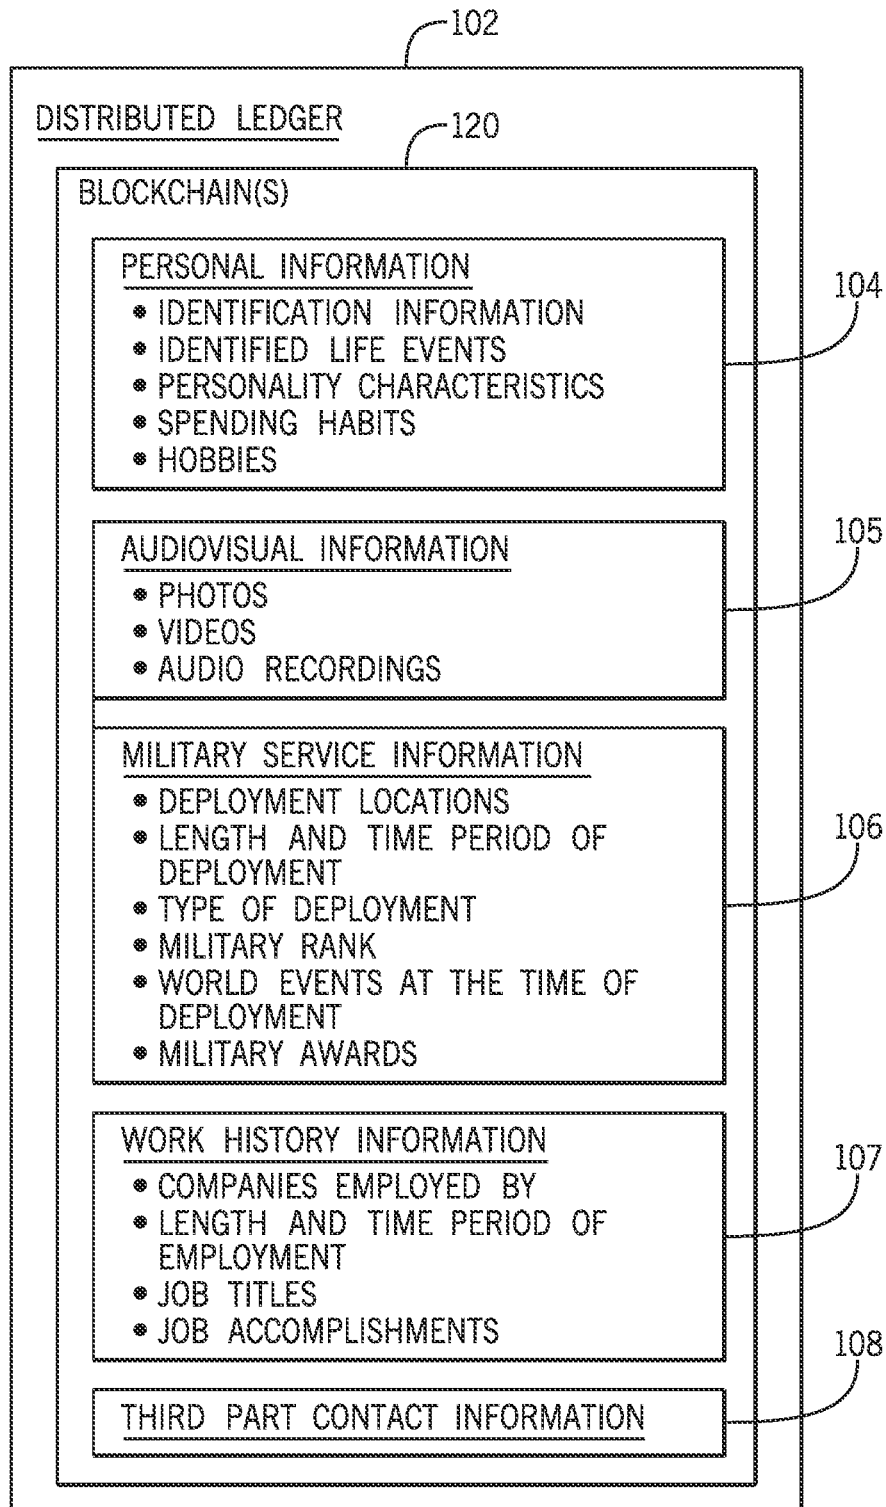 102
DISTRIBUTED LEDGER
120
BLOCKCHAIN(S)
PERSONAL INFORMATION
104
• IDENTIFICATION INFORMATION
• IDENTIFIED LIFE EVENTS
• PERSONALITY CHARACTERISTICS
• SPENDING HABITS
• HOBBIES
105
AUDIOVISUAL INFORMATION
• PHOTOS
• VIDEOS
• AUDIO RECORDINGS
MILITARY SERVICE INFORMATION
• DEPLOYMENT LOCATIONS
106
• LENGTH AND TIME PERIOD OF
DEPLOYMENT
• TYPE OF DEPLOYMENT
• MILITARY RANK
• WORLD EVENTS AT THE TIME OF
DEPLOYMENT
• MILITARY AWARDS
WORK HISTORY INFORMATION
107
• COMPANIES EMPLOYED BY
• LENGTH AND TIME PERIOD OF
EMPLOYMENT
• JOB TITLES
• JOB ACCOMPLISHMENTS
108
THIRD PART CONTACT INFORMATION